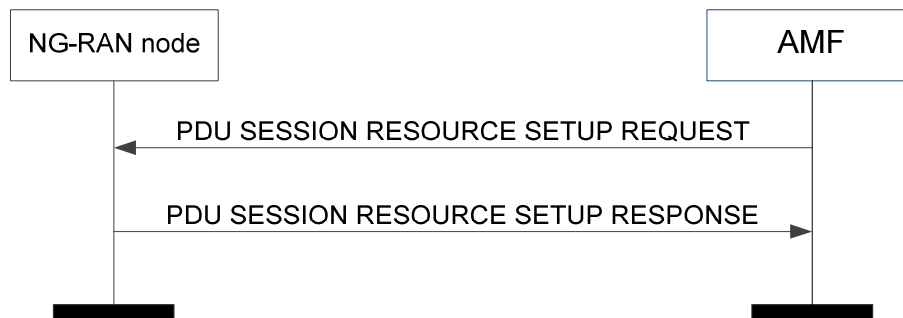 NG-RAN node
AMF
PDU SESSION RESOURCE SETUP REQUEST
PDU SESSION RESOURCE SETUP RESPONSE